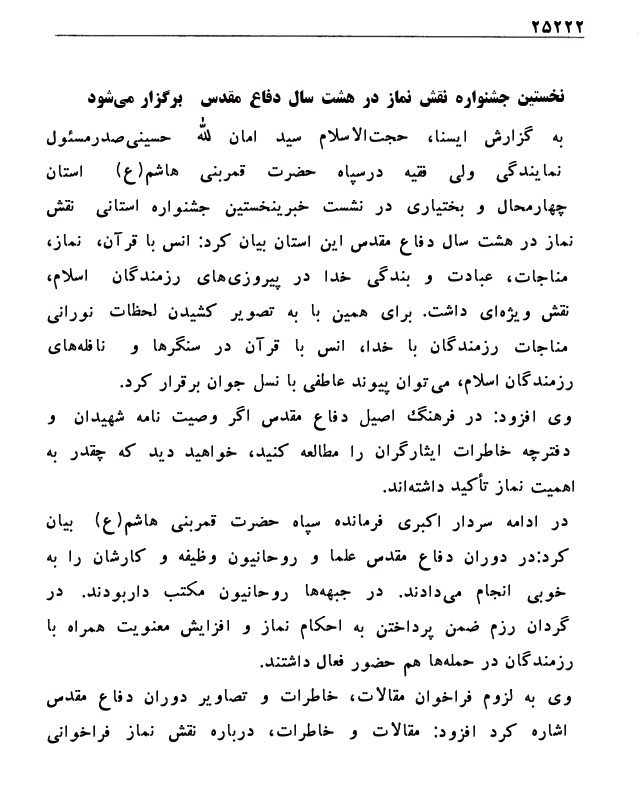 ۲۵۲۲۲
نخستین جشنواره نقش نماز در هشت سال دفاع مقدس برگزار می‌شود
به گزارش ایسنا، حجت‌الاسلام سید امان الله حسینی‌صدرمسئول
نمایندگی ولی فقیه درسپاه حضرت قمربنی هاشم(ع) استان
چهارمحال و بختیاری در نشست خبرینخستین جشنواره استانی نقش
نماز در هشت سال دفاع مقدس این استان بیان کرد: انس با قرآن، نماز،
مناجات، عبادت و بندگی خدا در پیروزی‌های رزمندگان اسلام،
نقش ویژه‌ای داشت. برای همین با به تصویر کشیدن لحظات نورانی
مناجات رزمندگان با خدا، انس با قرآن در سنگرها و نافله‌های
رزمندگان اسلام، می‌توان پیوند عاطفی با نسل جوان برقرار کرد.
وی افزود: در فرهنگ اصیل دفاع مقدس اگر وصیت نامه شهیدان و
دفترچه خاطرات ایثارگران را مطالعه کنید، خواهید دید که چقدر به
اهمیت نماز تأکید داشته‌اند.
در ادامه سردار اکبری فرمانده سپاه حضرت قمربنی هاشم(ع) بیان
کرد:در دوران دفاع مقدس علما و روحانیون وظیفه و کارشان را به
خوبی انجام می‌دادند. در جبهه‌ها روحانیون مکتب داربودند. در
گردان رزم ضمن پرداختن به احکام نماز و افزایش معنویت همراه با
رزمندگان در حمله‌ها هم حضور فعال داشتند.
وی به لزوم فراخوان مقالات، خاطرات و تصاویر دوران دفاع مقدس
اشاره کرد افزود: مقالات و خاطرات، درباره نقش نماز فراخوانی